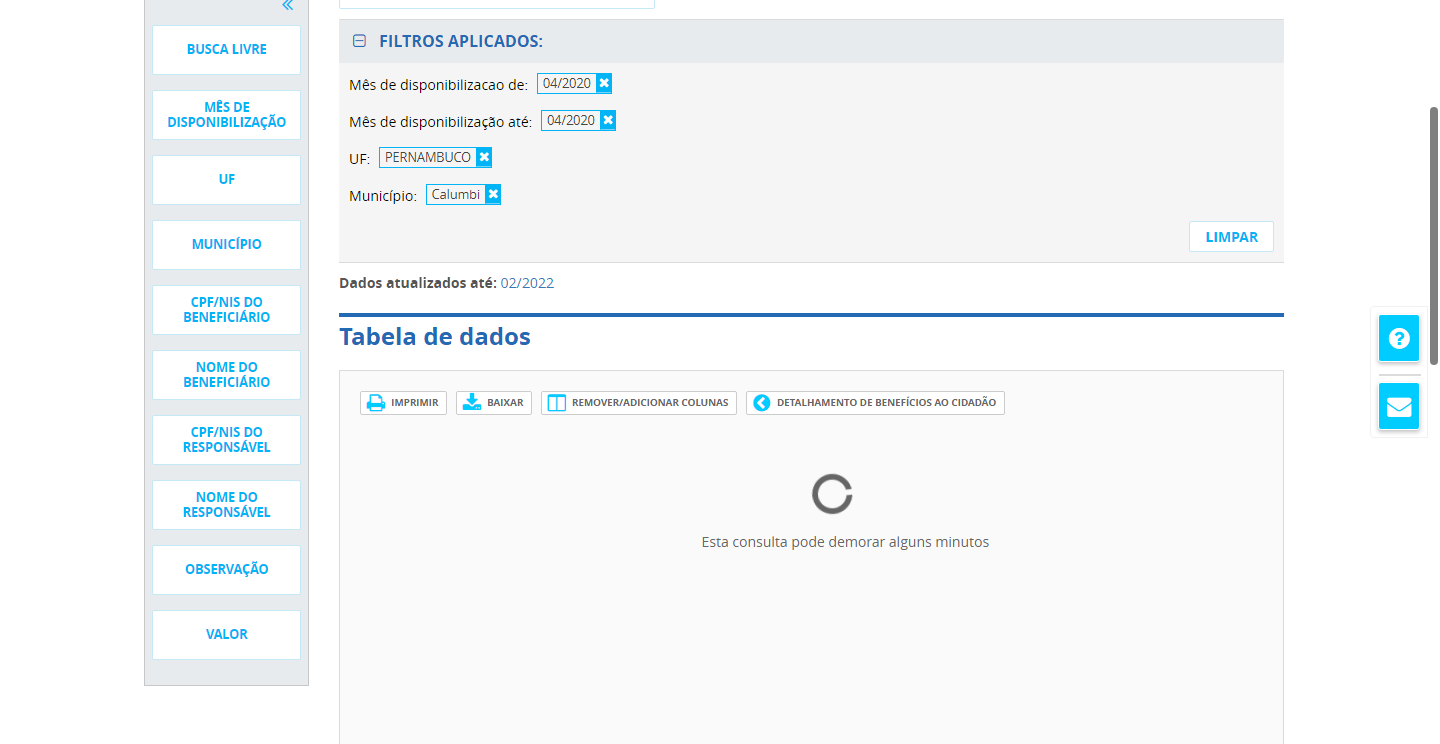 BUSCA LIVRE
MÊS DE
DISPONIBILIZAÇÃO
UF
MUNICÍPIO
CPF/NIS DO
BENEFICIÁRIO
NOME DO
BENEFICIÁRIO
CPF/NIS DO
RESPONSÁVEL
NOME DO
RESPONSÁVEL
OBSERVAÇÃO
VALOR
FILTROS APLICADOS:
Mês de disponibilizacao de: 04/2020
Mês de disponibilização até: 04/2020
UF: PERNAMBUCO
Município: Calumbi
LIMPAR
Dados atualizados até: 02/2022
Tabela de dados
IMPRIMIR BAIXAR REMOVER/ADICIONAR COLUNAS DETALHAMENTO DE BENEFÍCIOS AO CIDADÃO
Esta consulta pode demorar alguns minutos